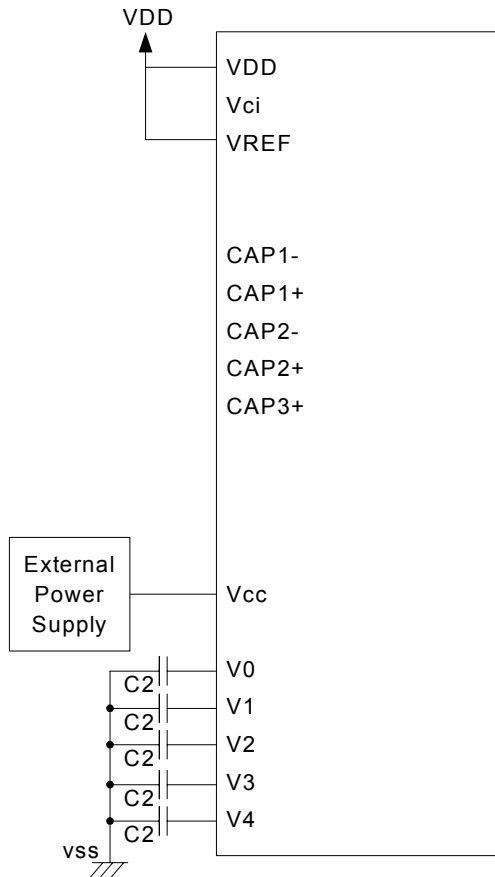 VDD
VDD
Vci
VREF
CAP1-
CAP1+
CAP2-
CAP2+
CAP3+
External
Power
Supply
Vcc
V0
C2
V1
C2
V2
C2
V3
C2
V4
C2
vss